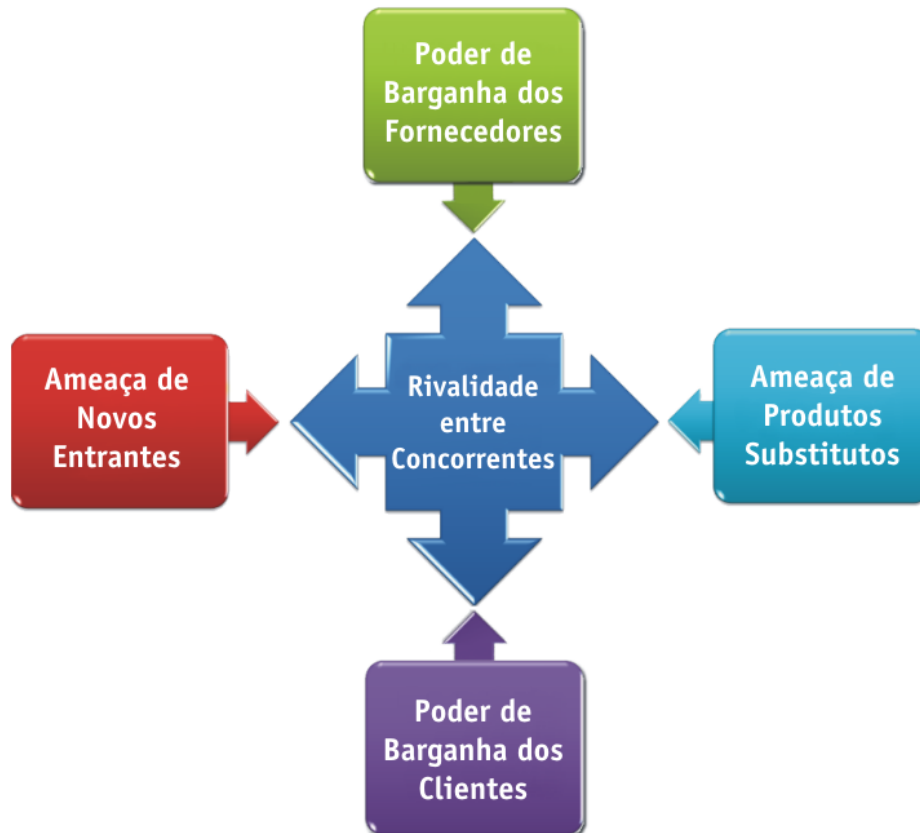 Poder de
Barganha dos
Fornecedores
Ameaça de
Novos
Entrantes
Rivalidade
entre
Concorrentes
Ameaça de
Produtos
Substitutos
Poder de
Barganha dos
Clientes